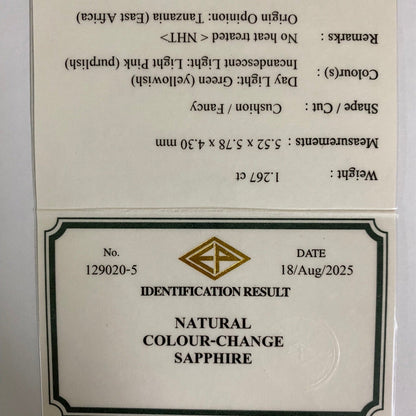 Weight : 1.267 ct
Measurements : 5.52 x 5.78 x 4.30 mm
Shape / Cut : Cushion / Fancy
Colour(s) : Day Light: Green (yellowish)
Incandescent Light: Light Pink (purplish)
Remarks : No heat treated < NHT>
Origin Opinion: Tanzania (East Africa)
No.
129020-5
DATE
18/Aug/2025
IDENTIFICATION RESULT
NATURAL
COLOUR-CHANGE
SAPPHIRE